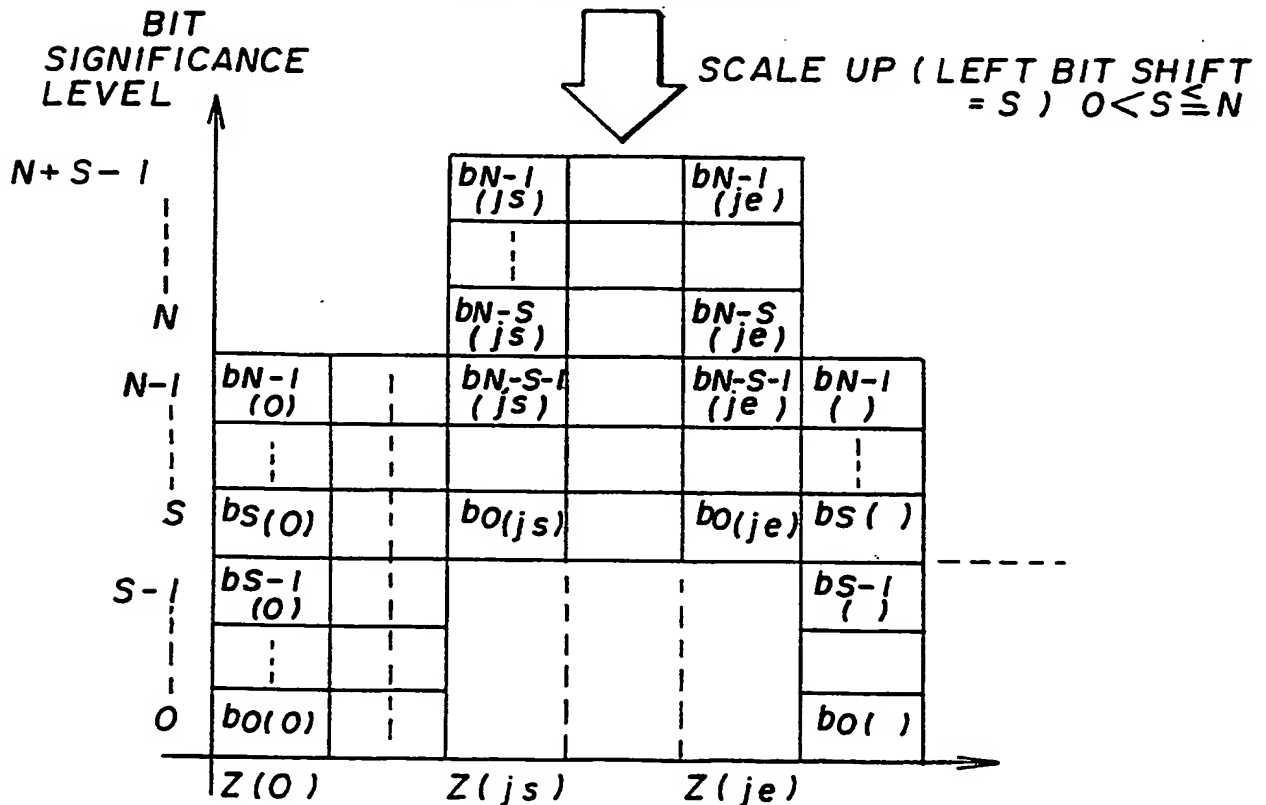 BIT
SIGNIFICANCE
LEVEL
SCALE UP (LEFT BIT SHIFT
= S) 0<S≦N
N+S-1
bN-1
(js)
bN-1
(je)
N
bN-S
(js)
bN-S
(je)
N-1
bN-1
(0)
bN-S-1
(js)
bN-S-1
(je)
bN-1
( )
S
bS(0)
b0(js)
b0(je)
bS( )
S-1
bS-1
(0)
bS-1
( )
0
b0(0)
b0( )
Z(0)
Z(js)
Z(je)